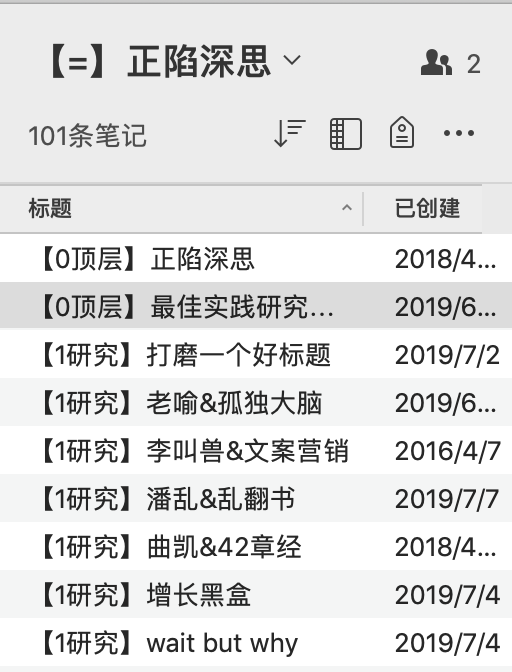 【=】正陷深思 2
101条笔记
标题 已创建
【0顶层】正陷深思 2018/4...
【0顶层】最佳实践研究... 2019/6...
【1研究】打磨一个好标题 2019/7/2
【1研究】老喻&孤独大脑 2019/6...
【1研究】李叫兽&文案营销 2016/4/7
【1研究】潘乱&乱翻书 2019/7/7
【1研究】曲凯&42章经 2018/4...
【1研究】增长黑盒 2019/7/4
【1研究】wait but why 2019/7/4